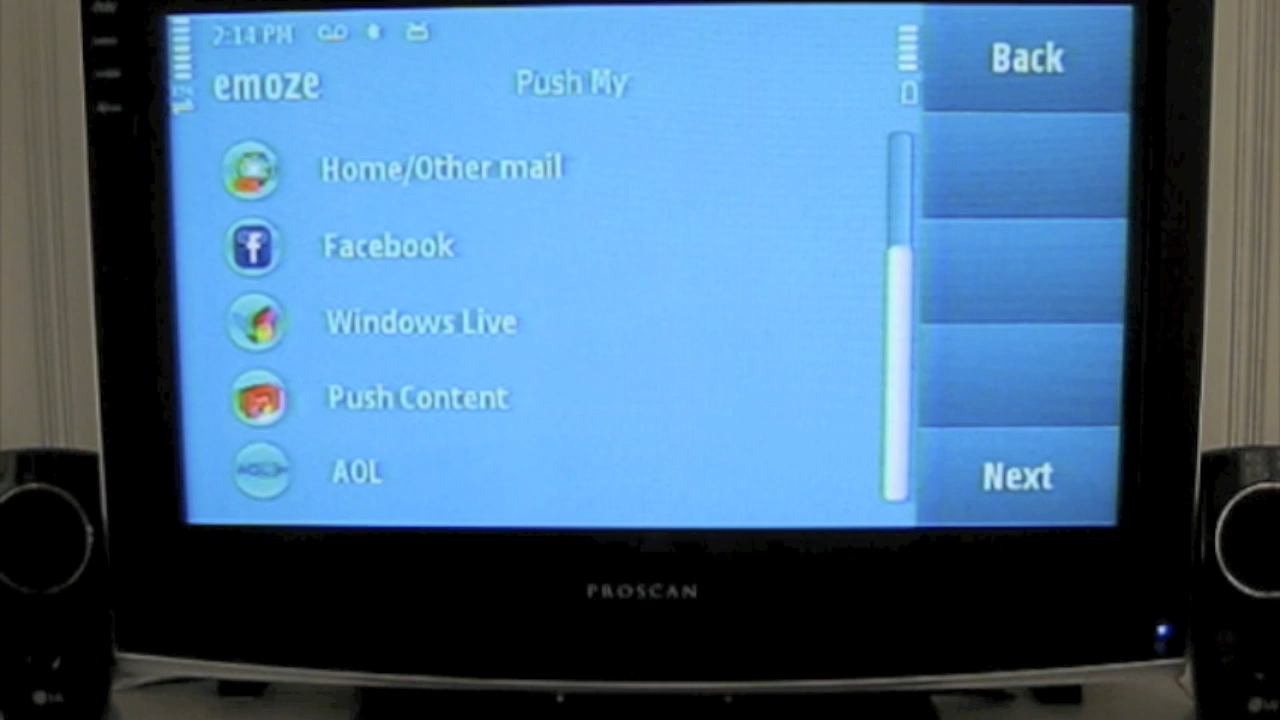 2:14 PM
emoze
Push My
Back
Home/Other mail
Facebook
Windows Live
Push Content
AOL
Next
PROSCAN